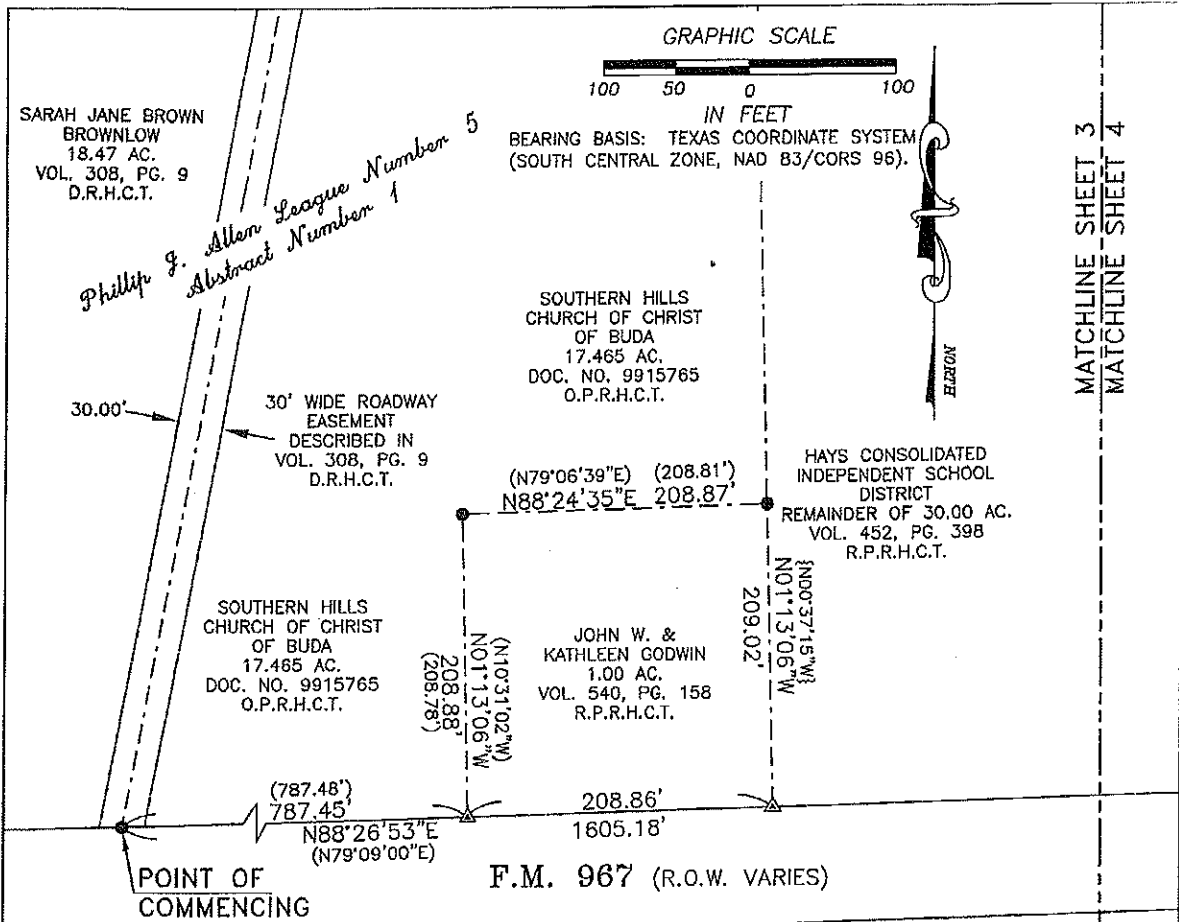 GRAPHIC SCALE
100 50 0 100
IN FEET
BEARING BASIS: TEXAS COORDINATE SYSTEM
(SOUTH CENTRAL ZONE, NAD 83/CORS 96).
SARAH JANE BROWN
BROWNLOW
18.47 AC.
VOL. 308, PG. 9
D.R.H.C.T.
Phillip J. Allen League Number 5
Abstract Number 1
MATCHLINE SHEET 3
MATCHLINE SHEET 4
NORTH
SOUTHERN HILLS
CHURCH OF CHRIST
OF BUDA
17.465 AC.
DOC. NO. 9915765
O.P.R.H.C.T.
30.00'
30' WIDE ROADWAY
EASEMENT
DESCRIBED IN
VOL. 308, PG. 9
D.R.H.C.T.
(N79°06'39"E) (208.81')
N88°24'35"E 208.87'
HAYS CONSOLIDATED
INDEPENDENT SCHOOL
DISTRICT
REMAINDER OF 30.00 AC.
VOL. 452, PG. 398
R.P.R.H.C.T.
{N00°37'15"W}
N01°13'06"W
209.02'
SOUTHERN HILLS
CHURCH OF CHRIST
OF BUDA
17.465 AC.
DOC. NO. 9915765
O.P.R.H.C.T.
(N10°31'02"W)
N01°13'06"W
208.88'
(208.78')
JOHN W. &
KATHLEEN GODWIN
1.00 AC.
VOL. 540, PG. 158
R.P.R.H.C.T.
(787.48')
787.45'
N88°26'53"E
(N79°09'00"E)
208.86'
1605.18'
POINT OF
COMMENCING
F.M. 967 (R.O.W. VARIES)